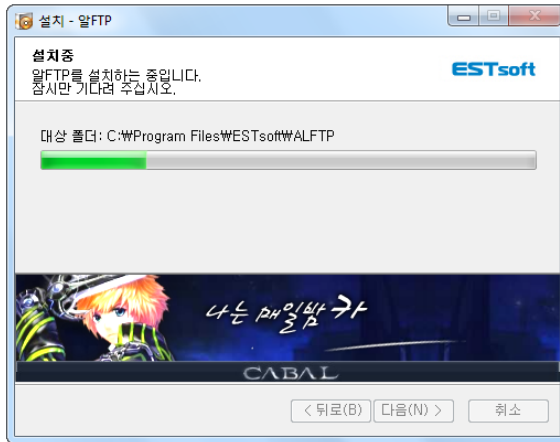 설치 - 알FTP
설치중
알FTP를 설치하는 중입니다.
잠시만 기다려 주십시오.
ESTsoft
대상 폴더: C:₩Program Files₩ESTsoft₩ALFTP
나는 매일밤 카
CABAL
< 뒤로(B)
다음(N) >
취소